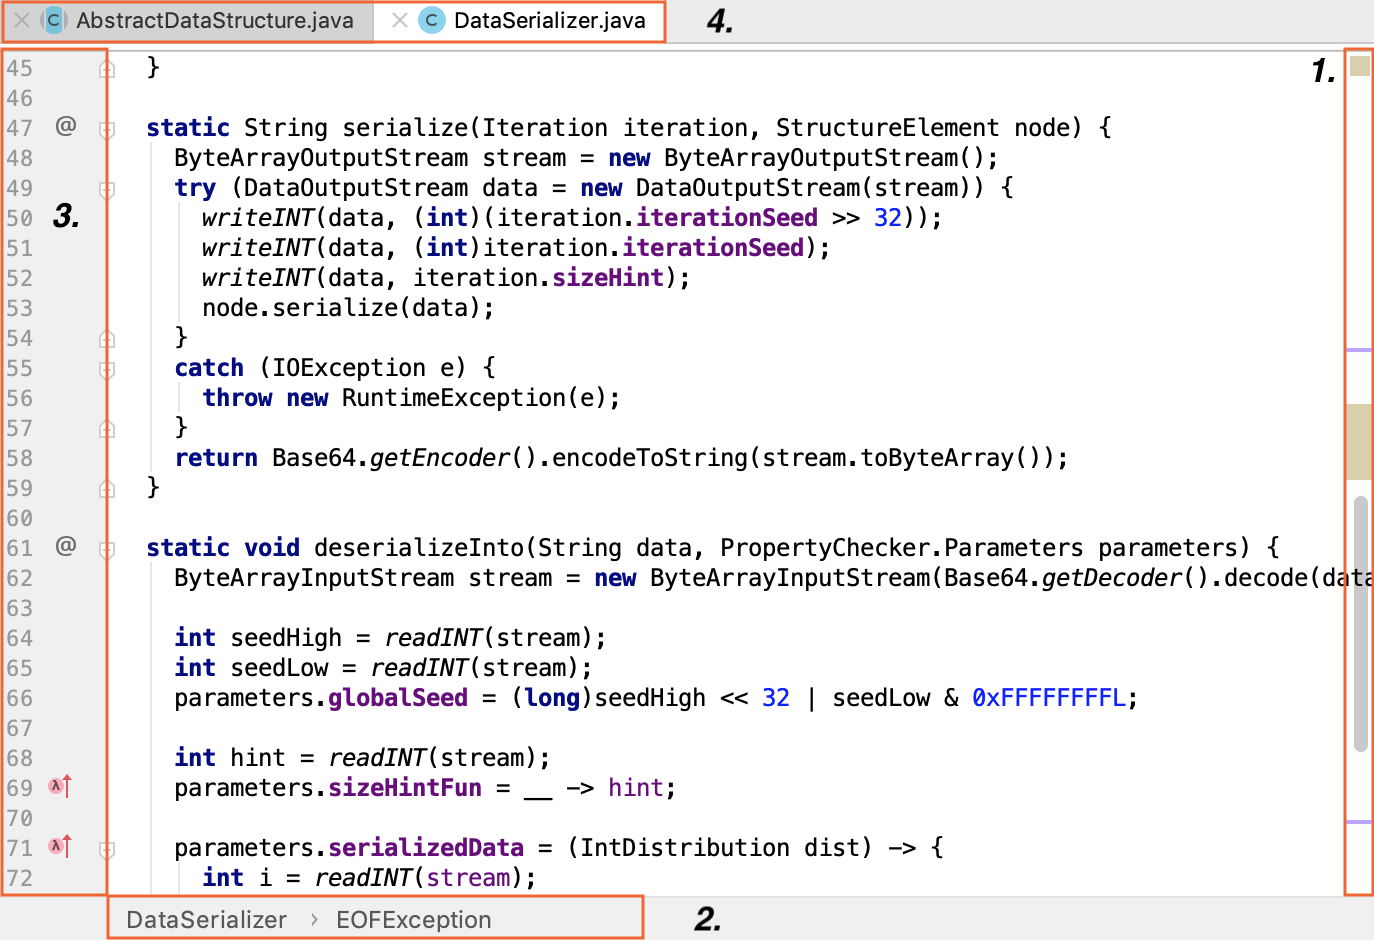 AbstractDataStructure.java DataSerializer.java 4.
1.
45 }
46
47 @ static String serialize(Iteration iteration, StructureElement node) {
48 ByteArrayOutputStream stream = new ByteArrayOutputStream();
49 try (DataOutputStream data = new DataOutputStream(stream)) {
3.
50 writeINT(data, (int)(iteration.iterationSeed >> 32));
51 writeINT(data, (int)iteration.iterationSeed);
52 writeINT(data, iteration.sizeHint);
53 node.serialize(data);
54 }
55 catch (IOException e) {
56 throw new RuntimeException(e);
57 }
58 return Base64.getEncoder().encodeToString(stream.toByteArray());
59 }
60
61 @ static void deserializeInto(String data, PropertyChecker.Parameters parameters) {
62 ByteArrayInputStream stream = new ByteArrayInputStream(Base64.getDecoder().decode(data
63
64 int seedHigh = readINT(stream);
65 int seedLow = readINT(stream);
66 parameters.globalSeed = (long)seedHigh << 32 | seedLow & 0xFFFFFFFFL;
67
68 int hint = readINT(stream);
69 λ parameters.sizeHintFun = __ -> hint;
70
71 λ parameters.serializedData = (IntDistribution dist) -> {
72 int i = readINT(stream);
DataSerializer › EOFException 2.